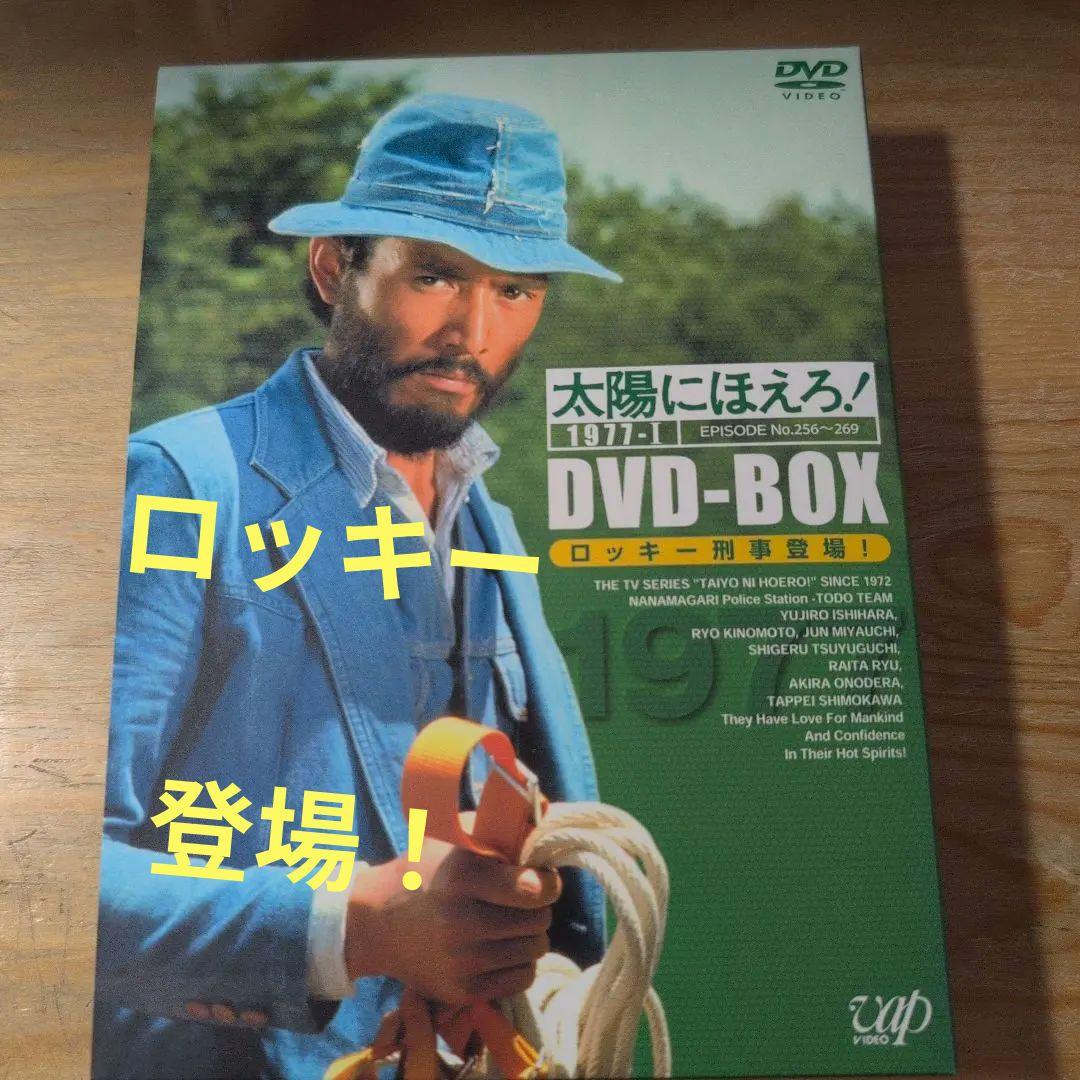 DVD
VIDEO
太陽にほえろ!
1977-I
EPISODE No.256～269
DVD-BOX
ロッキー刑事登場!
THE TV SERIES "TAIYO NI HOERO!" SINCE 1972
NANAMAGARI Police Station -TODO TEAM
YUJIRO ISHIHARA,
RYO KINOMOTO, JUN MIYAUCHI,
SHIGERU TSUYUGUCHI,
RAITA RYU,
AKIRA ONODERA,
TAPPEI SHIMOKAWA
They Have Love For Mankind
And Confidence
In Their Hot Spirits!
1977
ロッキー
登場！
vap
VIDEO